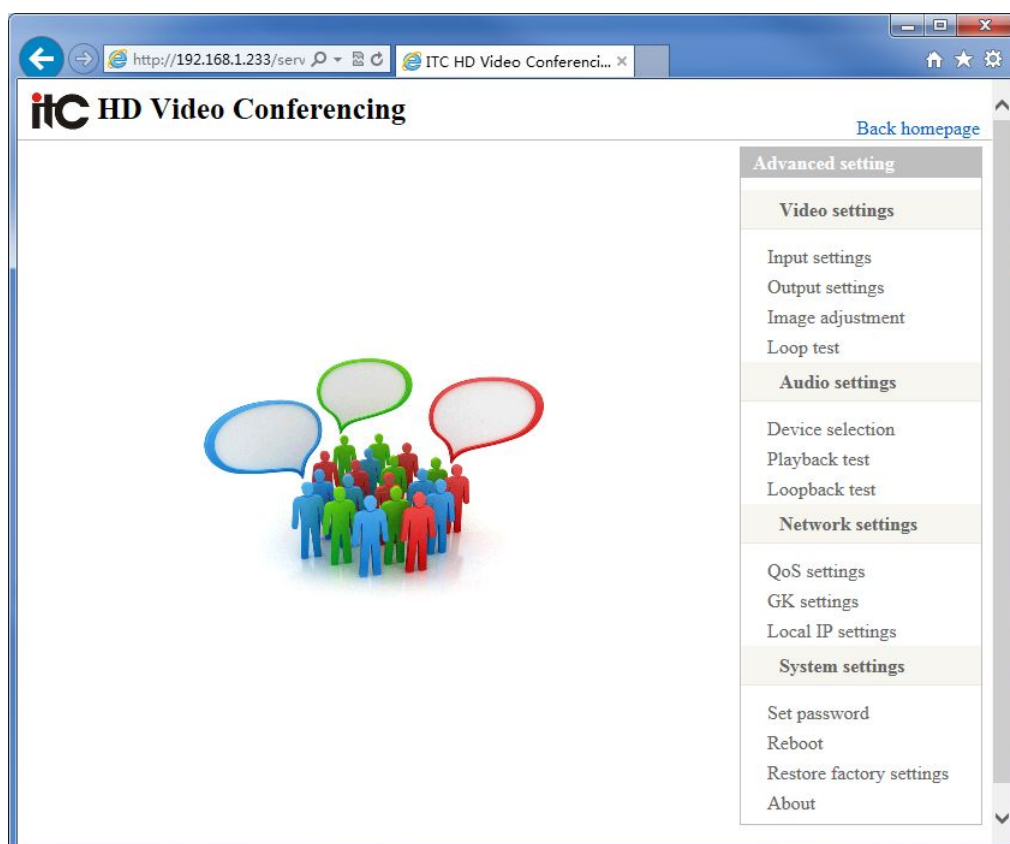 http://192.168.1.233/serv
ITC HD Video Conferenci...
itC HD Video Conferencing
Back homepage
Advanced setting
Video settings
Input settings
Output settings
Image adjustment
Loop test
Audio settings
Device selection
Playback test
Loopback test
Network settings
QoS settings
GK settings
Local IP settings
System settings
Set password
Reboot
Restore factory settings
About